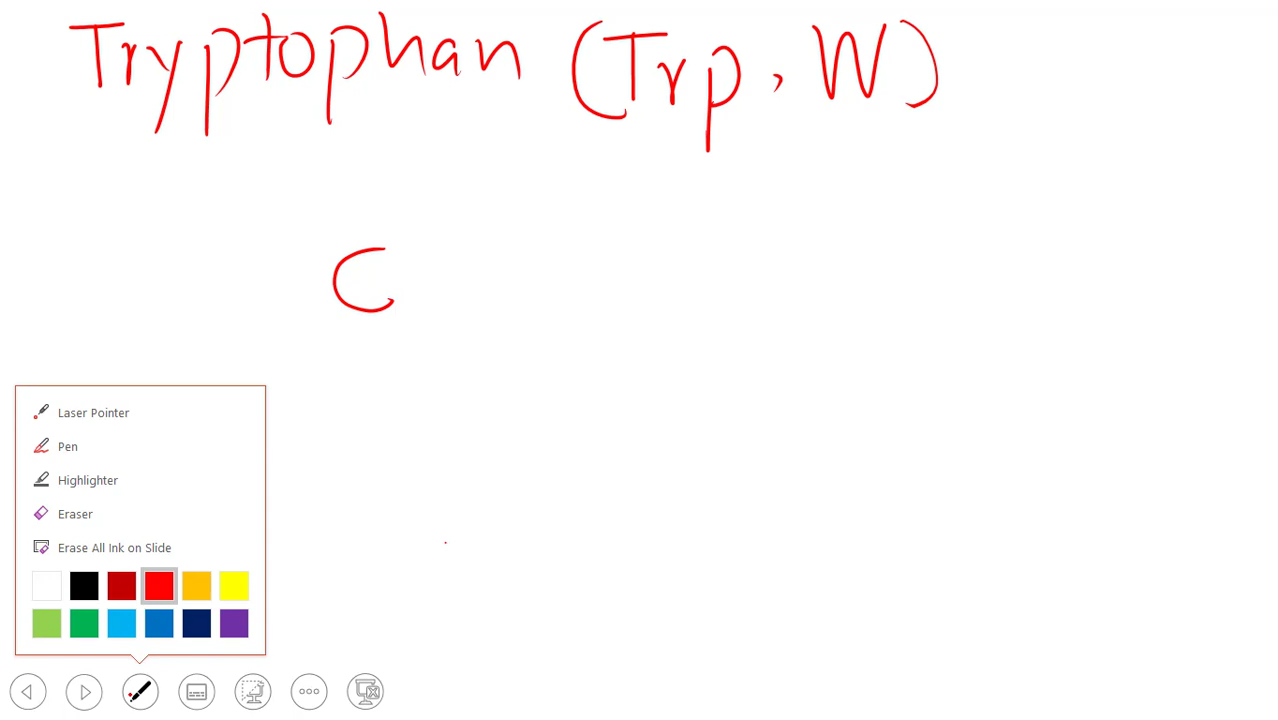 Tryptophan (Trp, W)
C
Laser Pointer
Pen
Highlighter
Eraser
Erase All Ink on Slide